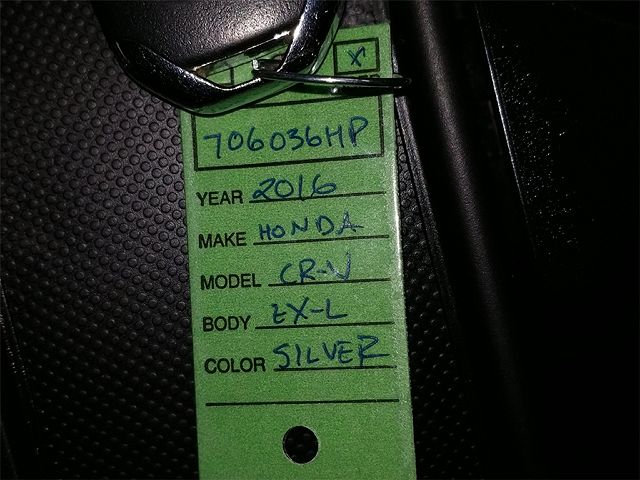 X
706036HP
YEAR 2016
MAKE HONDA
MODEL CR-V
BODY EX-L
COLOR SILVER